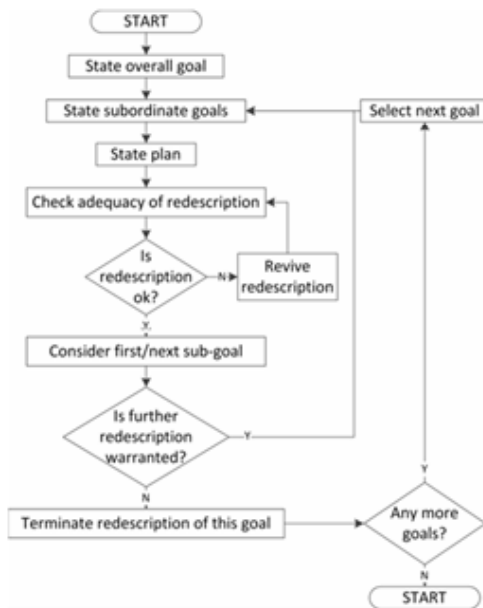 START
State overall goal
State subordinate goals
Select next goal
State plan
Check adequacy of redescription
Is
redescription
ok?
N
Revive
redescription
Y
Consider first/next sub-goal
Is further
redescription
warranted?
Y
N
Terminate redescription of this goal
Y
Any more
goals?
N
START